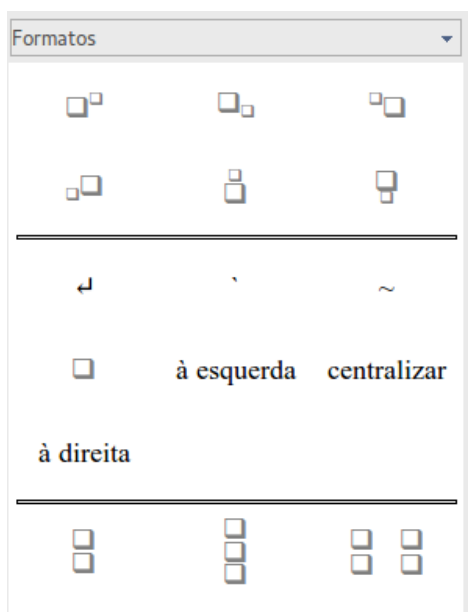 Formatos
↵ ` ~
à esquerda centralizar
à direita